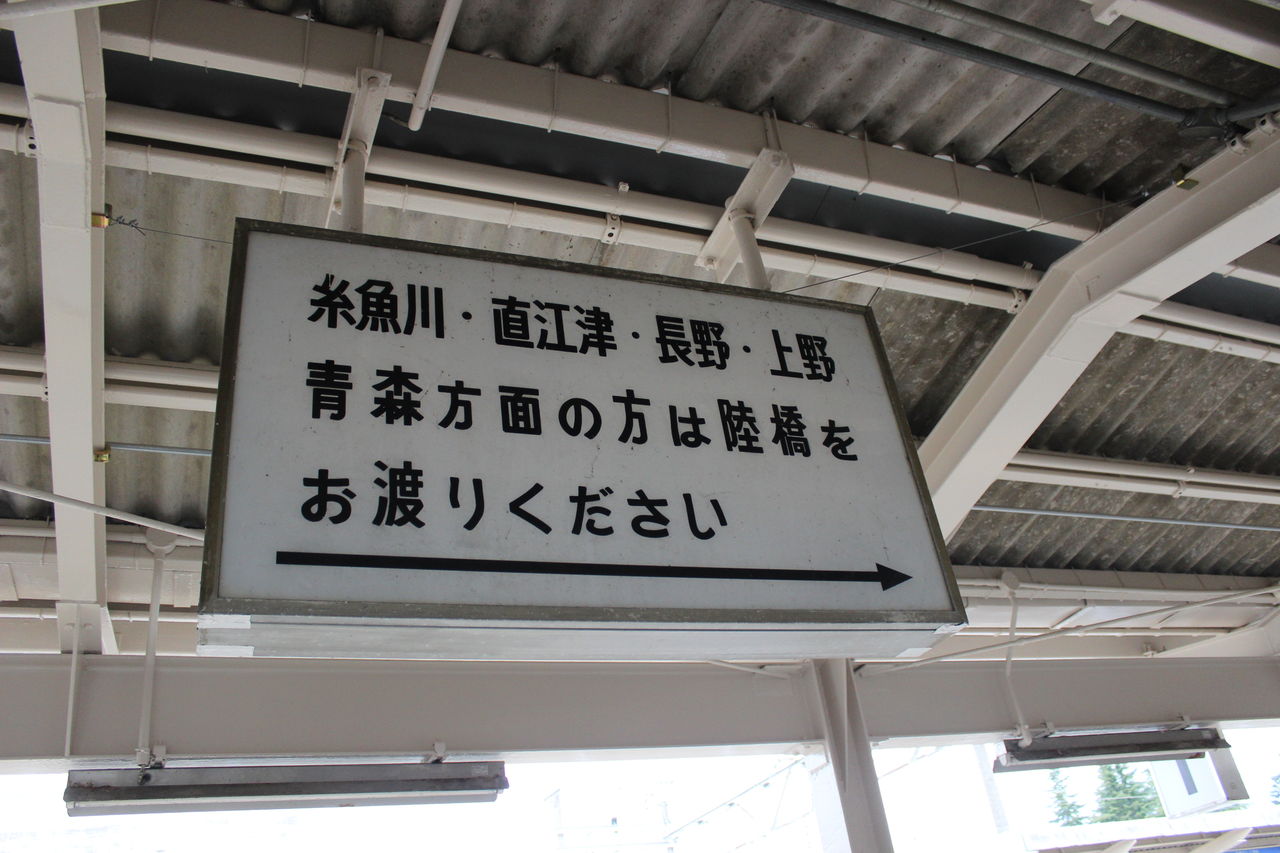 糸魚川・直江津・長野・上野
青森方面の方は陸橋を
お渡りください